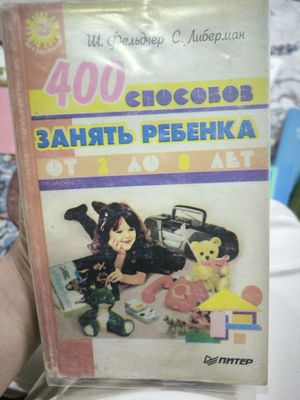 Ш. Фельдчер С. Либерман
400 СПОСОБОВ
ЗАНЯТЬ РЕБЕНКА
ОТ 2 ДО 8 ЛЕТ
ПИТЕР